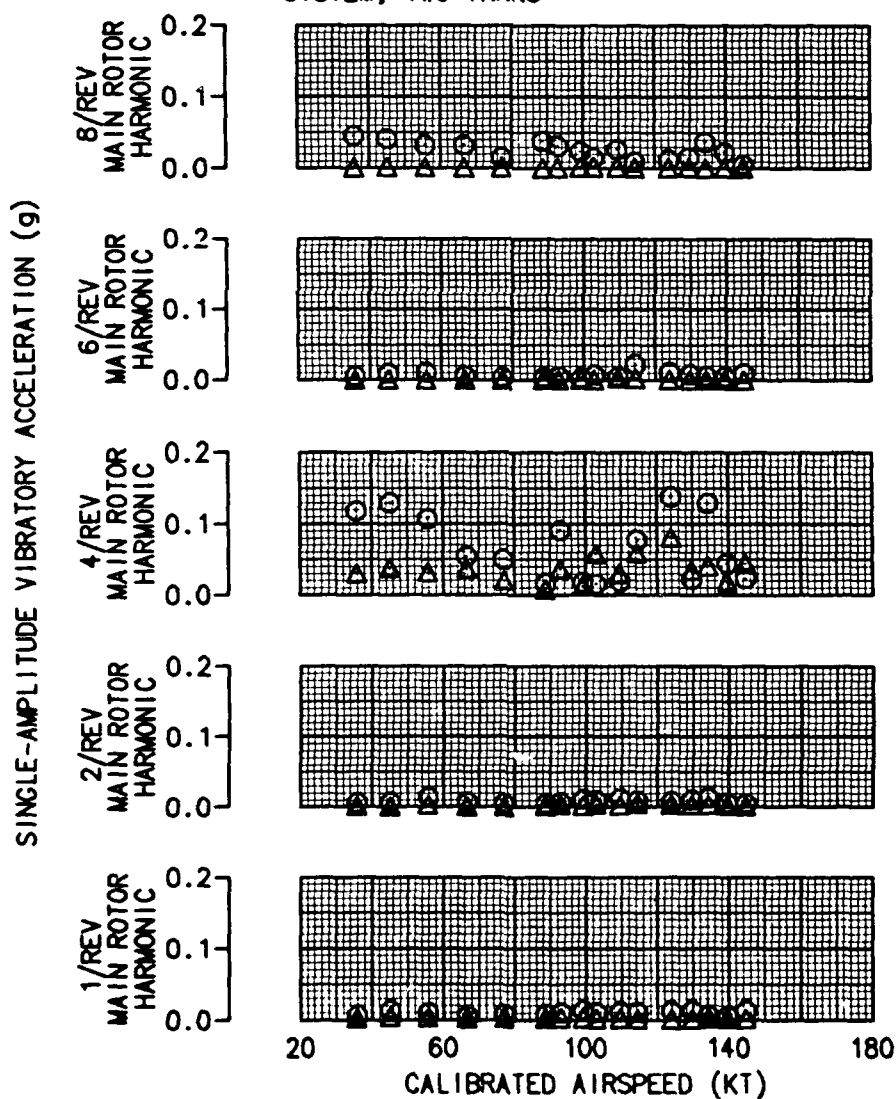 SINGLE-AMPLITUDE VIBRATORY ACCELERATION (g)
8/REV
MAIN ROTOR
HARMONIC
0.2
0.1
0.0
6/REV
MAIN ROTOR
HARMONIC
0.2
0.1
0.0
4/REV
MAIN ROTOR
HARMONIC
0.2
0.1
0.0
2/REV
MAIN ROTOR
HARMONIC
0.2
0.1
0.0
1/REV
MAIN ROTOR
HARMONIC
0.2
0.1
0.0
20 60 100 140 180
CALIBRATED AIRSPEED (KT)